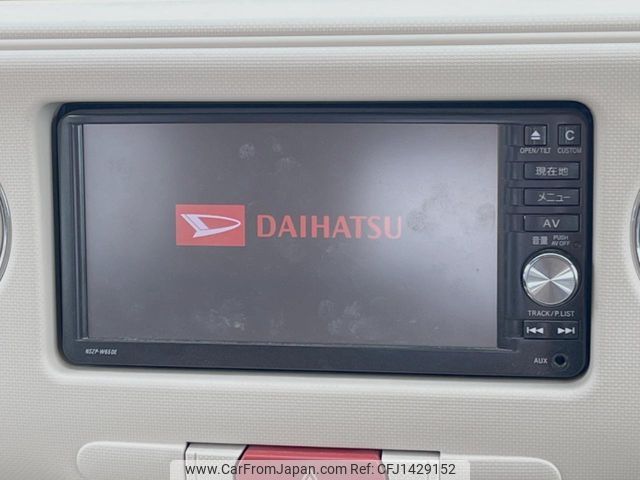 OPEN/TILT
C
CUSTOM
現在地
メニュー
AV
音量 PUSH AV OFF
DAIHATSU
TRACK/P.LIST
AUX
NSZP-W65DE
www.CarFromJapan.com CFJ1429152